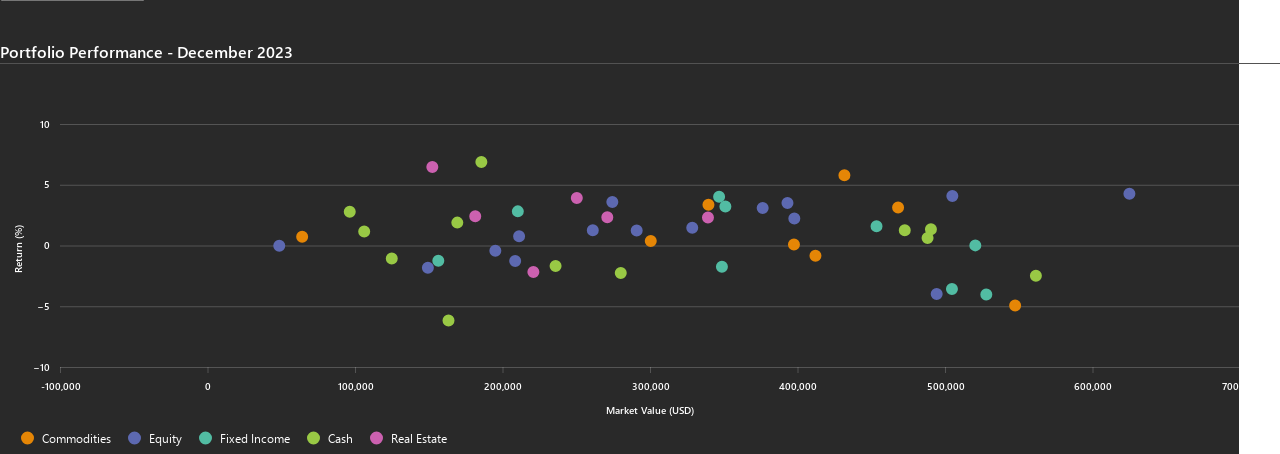 Portfolio Performance - December 2023
Return (%)
10
5
0
−5
−10
-100,000 0 100,000 200,000 300,000 400,000 500,000 600,000 700
Market Value (USD)
Commodities Equity Fixed Income Cash Real Estate